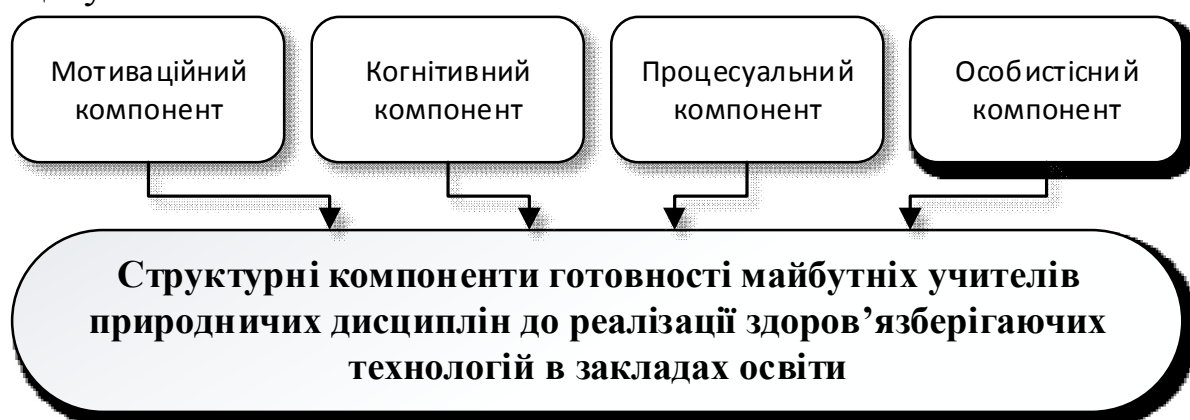 Мотиваційний
компонент
Когнітивний
компонент
Процесуальний
компонент
Особистісний
компонент
Структурні компоненти готовності майбутніх учителів
природничих дисциплін до реалізації здоров’язберігаючих
технологій в закладах освіти